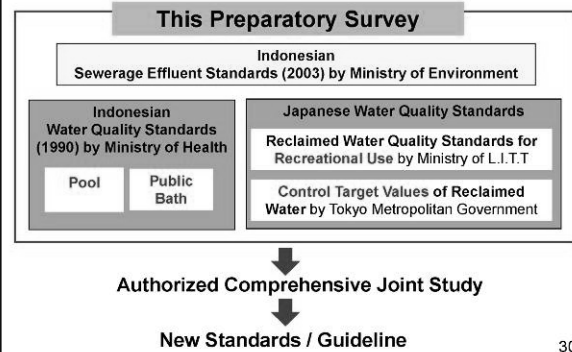 This Preparatory Survey
Indonesian
Sewerage Effluent Standards (2003) by Ministry of Environment
Indonesian
Water Quality Standards
(1990) by Ministry of Health
Pool
Public
Bath
Japanese Water Quality Standards
Reclaimed Water Quality Standards for
Recreational Use by Ministry of L.I.T.T
Control Target Values of Reclaimed
Water by Tokyo Metropolitan Government
Authorized Comprehensive Joint Study
New Standards / Guideline
30